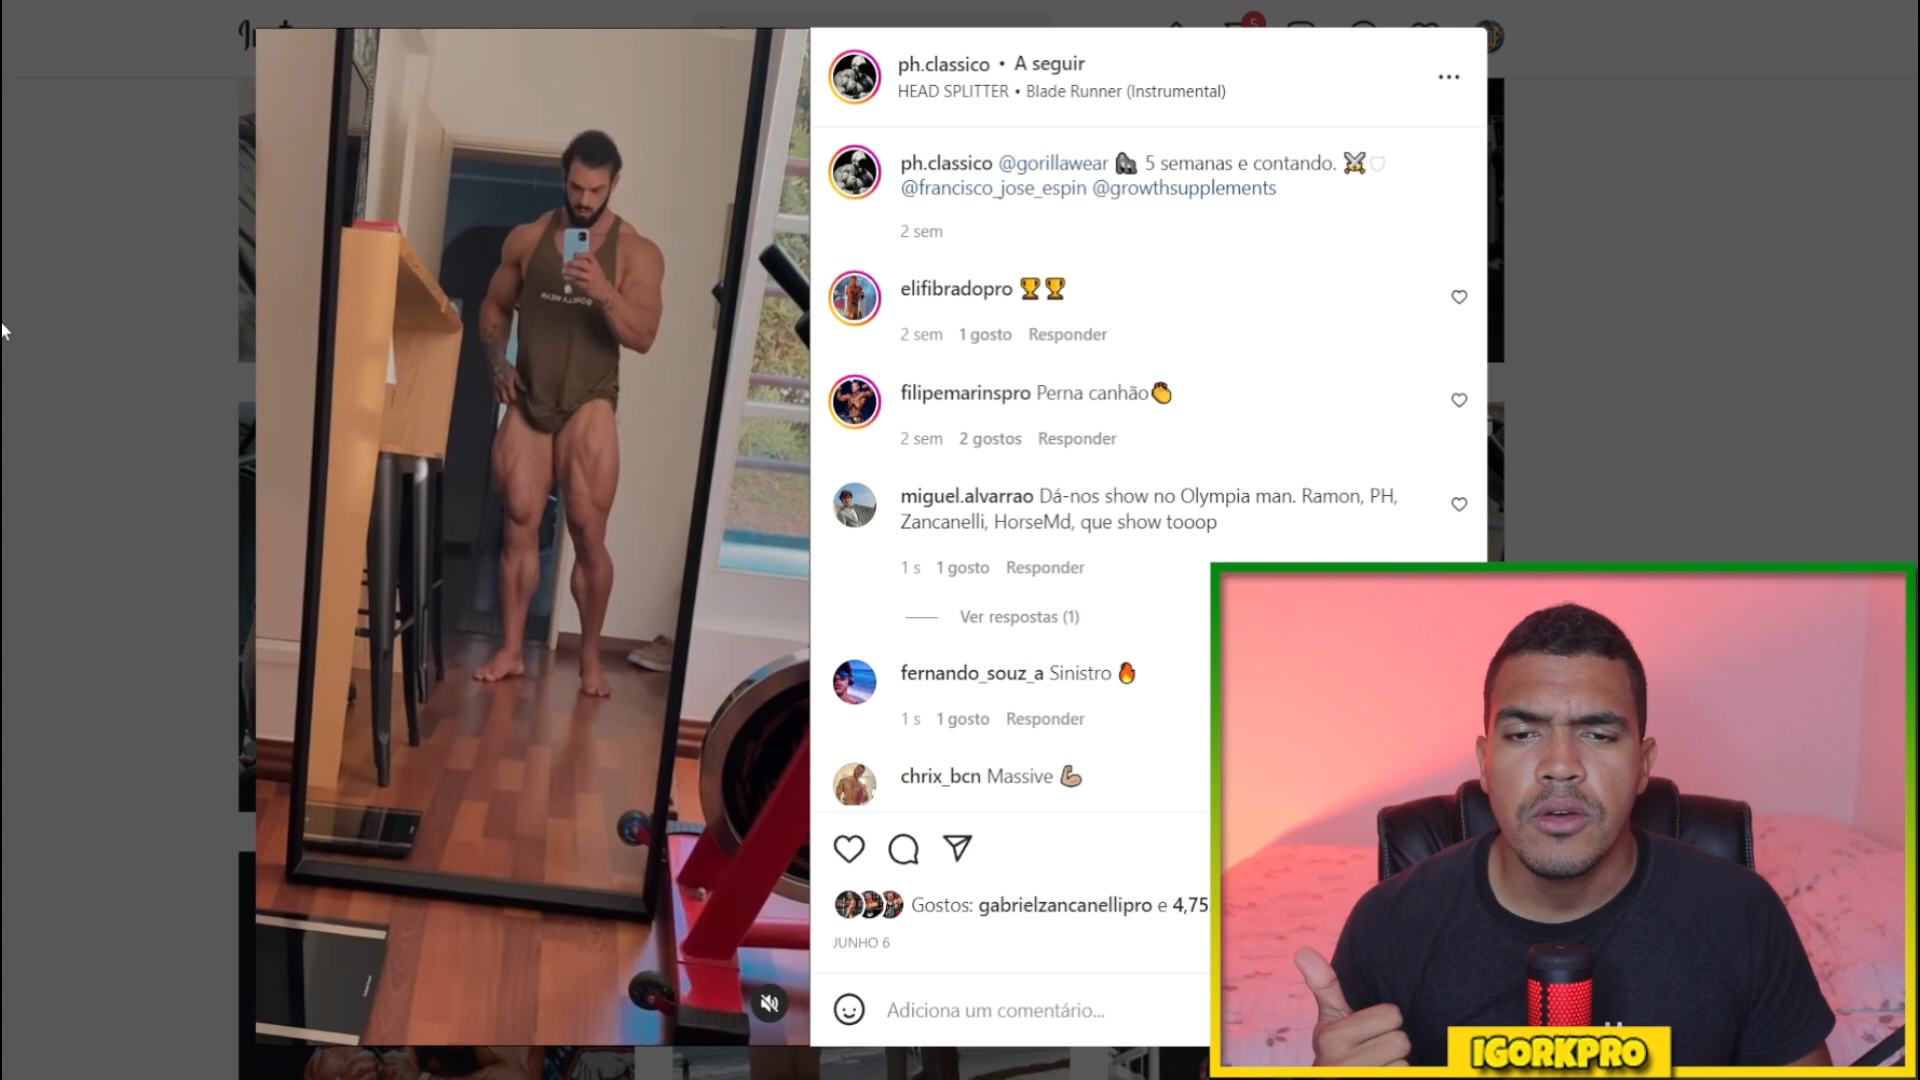 5
ph.classico • A seguir
HEAD SPLITTER • Blade Runner (Instrumental)
ph.classico @gorillawear 🦍 5 semanas e contando. ⚔️🤍
@francisco_jose_espin @growthsupplements
2 sem
elifibradopro 🏆🏆
2 sem 1 gosto Responder
filipemarinspro Perna canhão👏
2 sem 2 gostos Responder
miguel.alvarrao Dá-nos show no Olympia man. Ramon, PH,
Zancanelli, HorseMd, que show tooop
1 s 1 gosto Responder
Ver respostas (1)
fernando_souz_a Sinistro 🔥
1 s 1 gosto Responder
chrix_bcn Massive 💪🏼
Gostos: gabrielzancanellipro e 4,75
JUNHO 6
Adiciona um comentário...
IGORKPRO